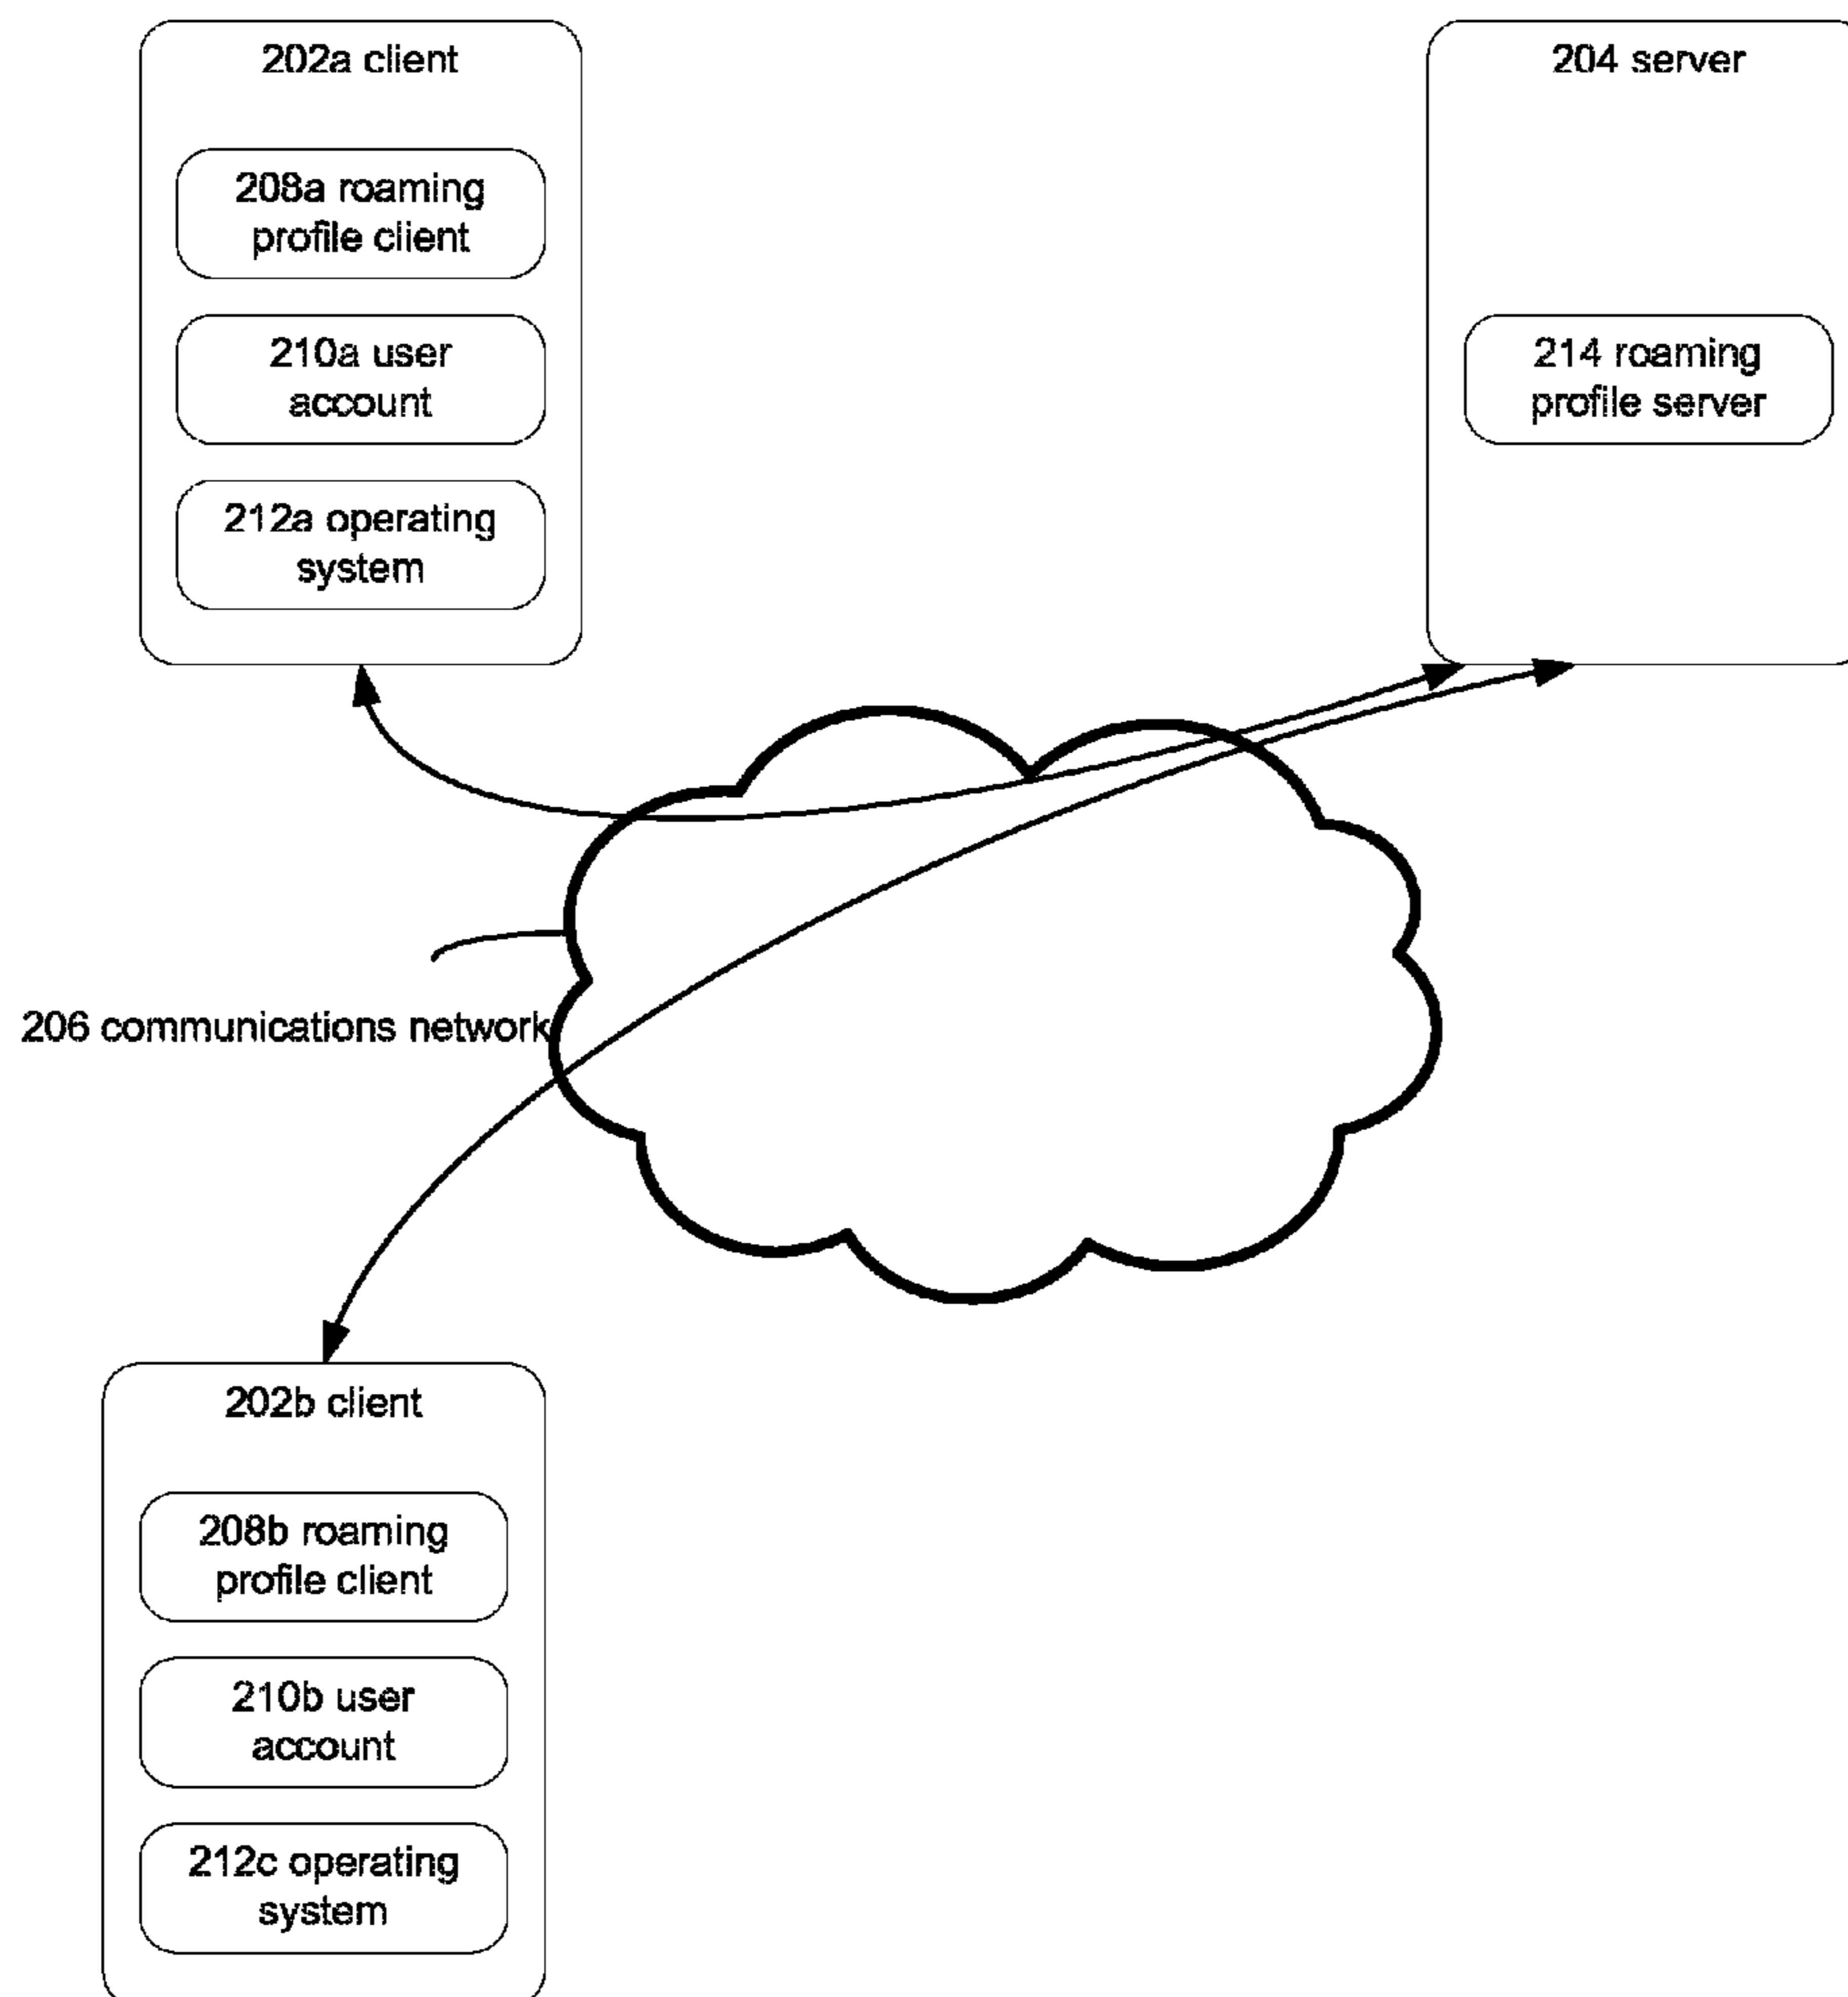 202a client
208a roaming
profile client
210a user
account
212a operating
system
204 server
214 roaming
profile server
206 communications network
202b client
208b roaming
profile client
210b user
account
212c operating
system